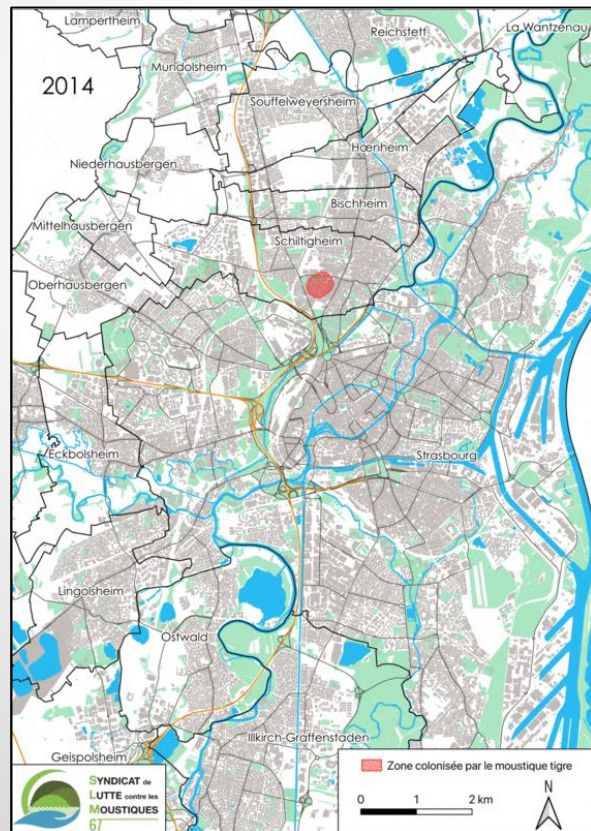 Lampertheim
Reichstett
La Wantzenau
Mundolsheim
2014
Souffelweyersheim
Hœnheim
Niederhausbergen
Bischheim
Mittelhausbergen
Schiltigheim
Oberhausbergen
Eckbolsheim
Strasbourg
Lingolsheim
Ostwald
Illkirch-Graffenstaden
Geispolsheim
Zone colonisée par le moustique tigre
SYNDICAT de
LUTTE contre les
MOUSTIQUES
67
0 1 2 km
N